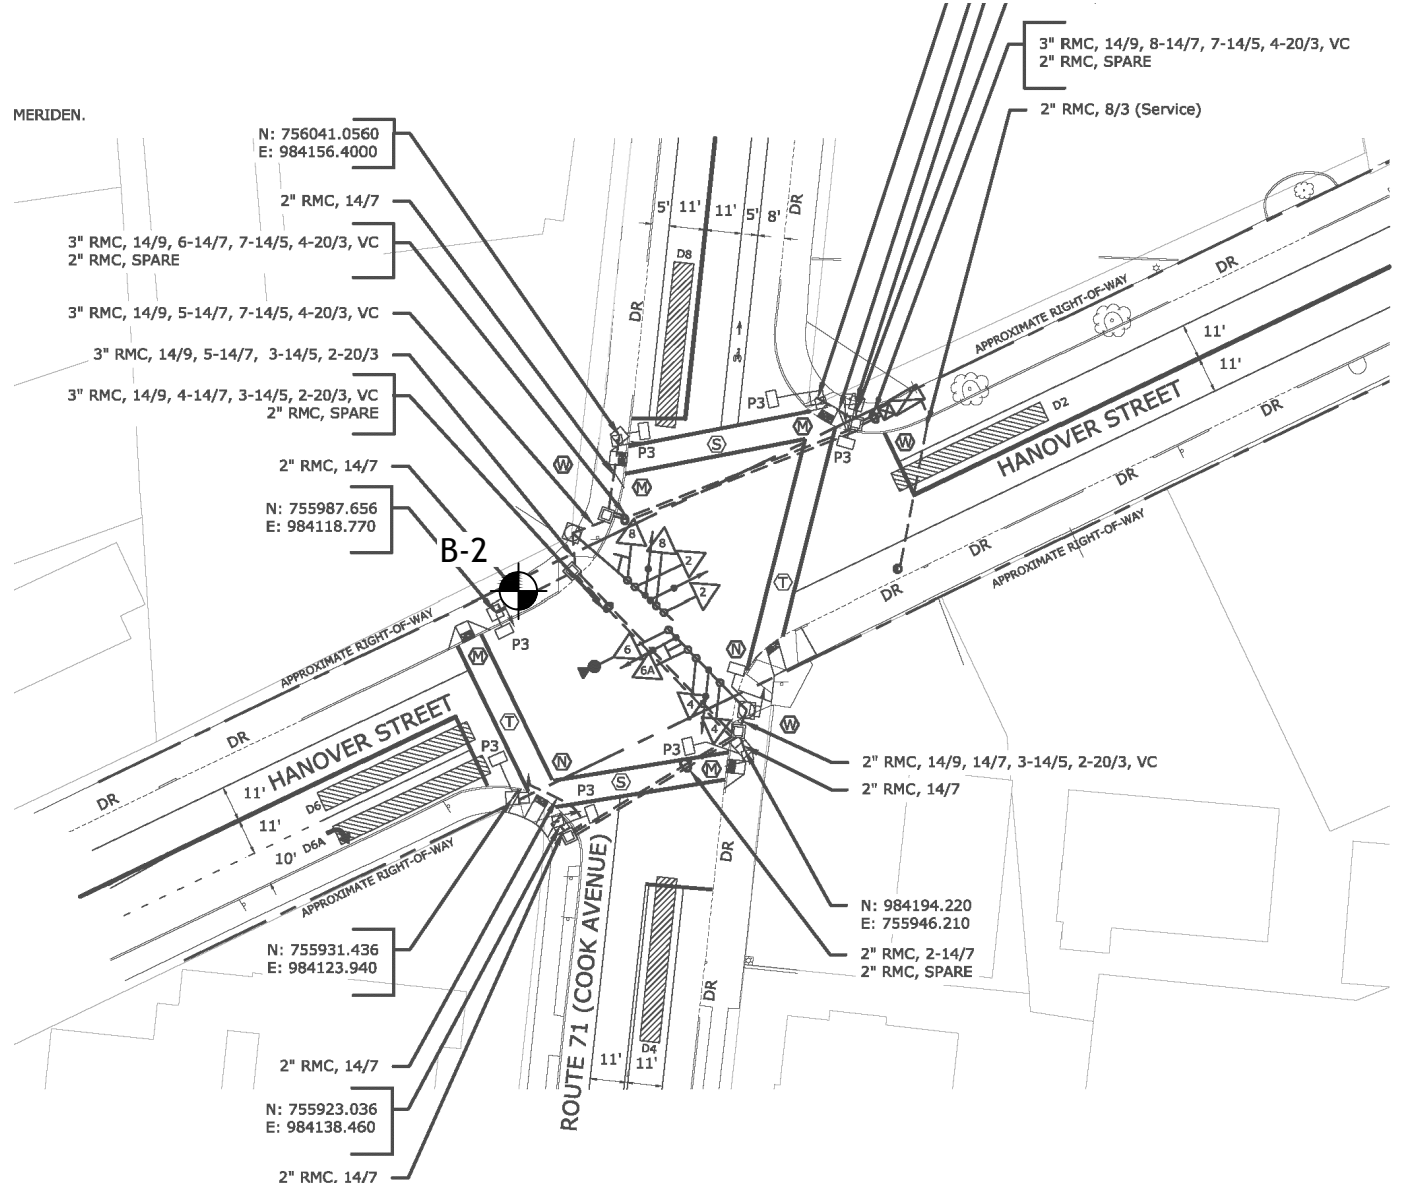 3" RMC, 14/9, 8-14/7, 7-14/5, 4-20/3, VC
2" RMC, SPARE
2" RMC, 8/3 (Service)
MERIDEN.
N: 756041.0560
E: 984156.4000
2" RMC, 14/7
3" RMC, 14/9, 6-14/7, 7-14/5, 4-20/3, VC
2" RMC, SPARE
3" RMC, 14/9, 5-14/7, 7-14/5, 4-20/3, VC
3" RMC, 14/9, 5-14/7, 3-14/5, 2-20/3
3" RMC, 14/9, 4-14/7, 3-14/5, 2-20/3, VC
2" RMC, SPARE
2" RMC, 14/7
N: 755987.656
E: 984118.770
B-2
5' 11' 11' 5' 8'
DR
DR
D8
DR
APPROXIMATE RIGHT-OF-WAY
11'
11'
P3
P3
P3
D2
HANOVER STREET
DR
DR
DR
DR
APPROXIMATE RIGHT-OF-WAY
W
M
S
M
W
T
8
8
2
2
6
6A
4
4
N
W
APPROXIMATE RIGHT-OF-WAY
P3
M
T
HANOVER STREET
DR
DR
11'
11'
10'
D6
D6A
P3
N
P3
S
M
P3
APPROXIMATE RIGHT-OF-WAY
2" RMC, 14/9, 14/7, 3-14/5, 2-20/3, VC
2" RMC, 14/7
DR
N: 984194.220
E: 755946.210
2" RMC, 2-14/7
2" RMC, SPARE
N: 755931.436
E: 984123.940
ROUTE 71 (COOK AVENUE)
DR
D4
11' 11'
2" RMC, 14/7
N: 755923.036
E: 984138.460
2" RMC, 14/7